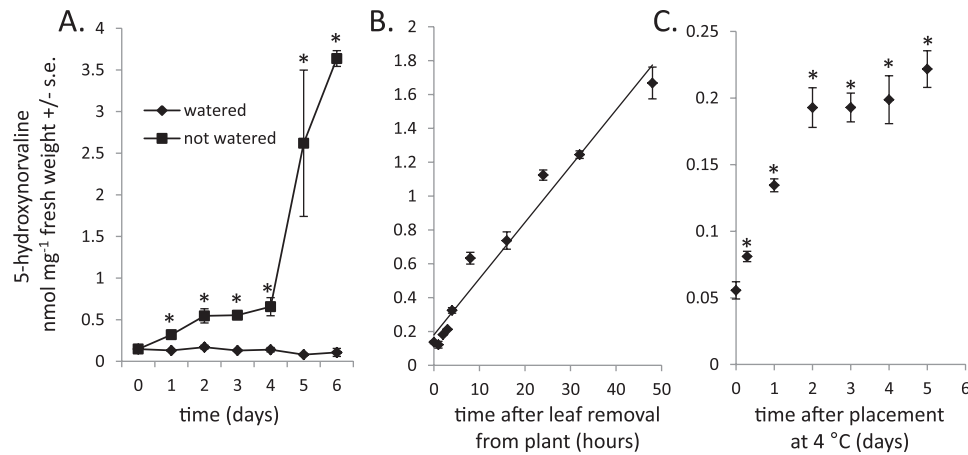 A.
B.
C.
5-hydroxynorvaline
nmol mg-1 fresh weight +/- s.e.
4
3.5
3
2.5
2
1.5
1
0.5
0
watered
not watered
*
*
*
*
*
*
0 1 2 3 4 5 6
time (days)
2
1.8
1.6
1.4
1.2
1
0.8
0.6
0.4
0.2
0
0 10 20 30 40 50
time after leaf removal
from plant (hours)
0.25
0.2
0.15
0.1
0.05
0
*
*
*
*
*
*
0 1 2 3 4 5 6
time after placement
at 4 °C (days)